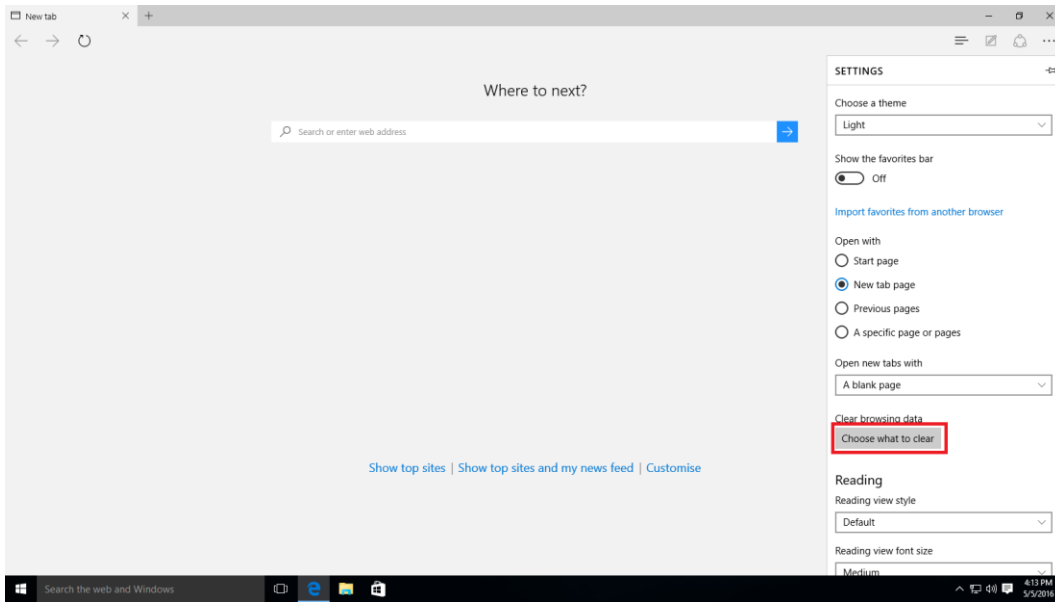 New tab
SETTINGS
Where to next?
Search or enter web address
Choose a theme
Light
Show the favorites bar
Off
Import favorites from another browser
Open with
Start page
New tab page
Previous pages
A specific page or pages
Open new tabs with
A blank page
Clear browsing data
Choose what to clear
Show top sites | Show top sites and my news feed | Customise
Reading
Reading view style
Default
Reading view font size
Medium
Search the web and Windows
4:13 PM
5/5/2016